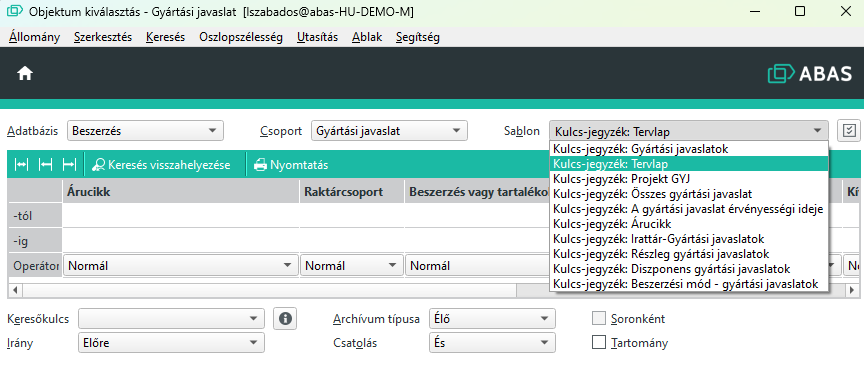 Objektum kiválasztás - Gyártási javaslat [lszabados@abas-HU-DEMO-M]
Állomány Szerkesztés Keresés Oszlopszélesség Utasítás Ablak Segítség
ABAS
Adatbázis Beszerzés Csoport Gyártási javaslat Sablon Kulcs-jegyzék: Tervlap
Kulcs-jegyzék: Gyártási javaslatok
Kulcs-jegyzék: Tervlap
Kulcs-jegyzék: Projekt GYJ
Kulcs-jegyzék: Összes gyártási javaslat
Kulcs-jegyzék: A gyártási javaslat érvényességi ideje
Kulcs-jegyzék: Árucikk
Kulcs-jegyzék: Irattár-Gyártási javaslatok
Kulcs-jegyzék: Részleg gyártási javaslatok
Kulcs-jegyzék: Diszponens gyártási javaslatok
Kulcs-jegyzék: Beszerzési mód - gyártási javaslatok
Keresés visszahelyezése Nyomtatás
Árucikk Raktárcsoport Beszerzés vagy tartaléko
-tól
-ig
Operátor Normál Normál Normál No
Keresőkulcs Archívum típusa Élő Soronként
Irány Előre Csatolás És Tartomány